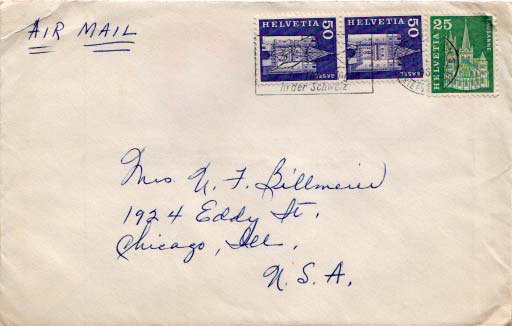 AIR MAIL
HELVETIA 50
BASEL
HELVETIA 50
BASEL
25
HELVETIA
LAUSANNE
in der Schweiz
Mrs. N. F. Billmeier
1924 Eddy St.
Chicago, Ill.
U.S.A.